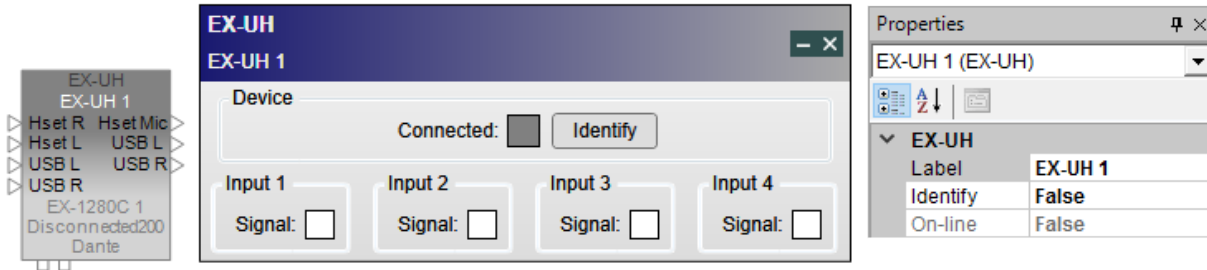 EX-UH
EX-UH 1
Hset R Hset Mic
Hset L USB L
USB L USB R
USB R
EX-1280C 1
Disconnected200
Dante
EX-UH
EX-UH 1
Device
Connected: Identify
Input 1 Input 2 Input 3 Input 4
Signal: Signal: Signal: Signal:
Properties
EX-UH 1 (EX-UH)
EX-UH
Label EX-UH 1
Identify False
On-line False